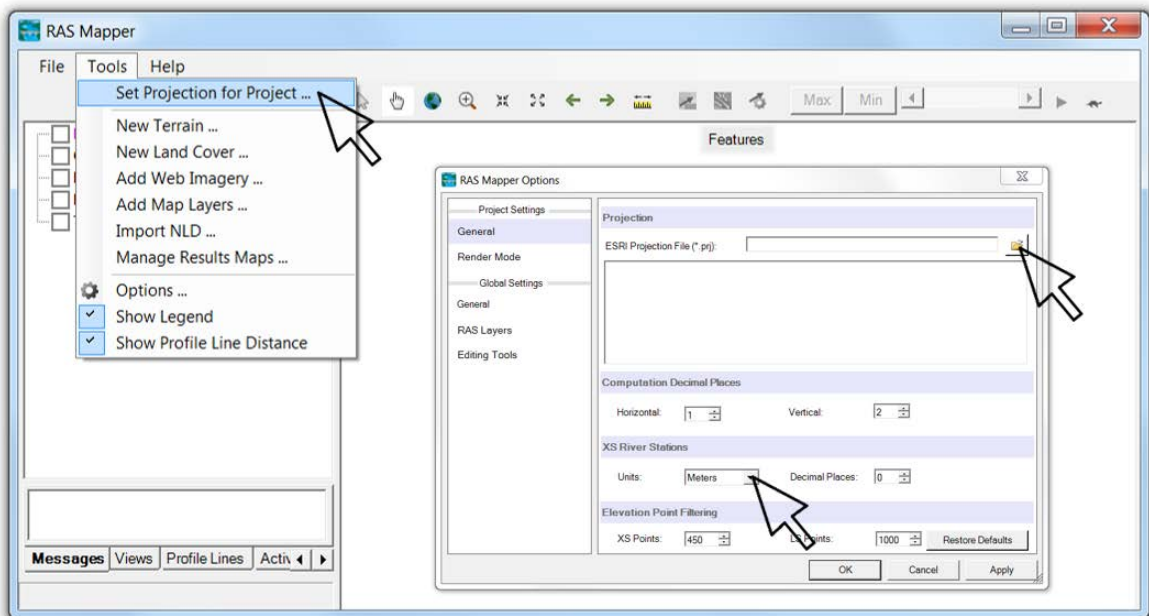 RAS Mapper
File Tools Help
Set Projection for Project ...
New Terrain ...
New Land Cover ...
Add Web Imagery ...
Add Map Layers ...
Import NLD ...
Manage Results Maps ...
Options ...
Show Legend
Show Profile Line Distance
Max Min
Features
RAS Mapper Options
Project Settings
General
Render Mode
Global Settings
General
RAS Layers
Editing Tools
Projection
ESRI Projection File (*.prj):
Computation Decimal Places
Horizontal: 1 Vertical: 2
XS River Stations
Units: Meters Decimal Places: 0
Elevation Point Filtering
XS Points: 450 Points: 1000 Restore Defaults
OK Cancel Apply
Messages Views Profile Lines Activ